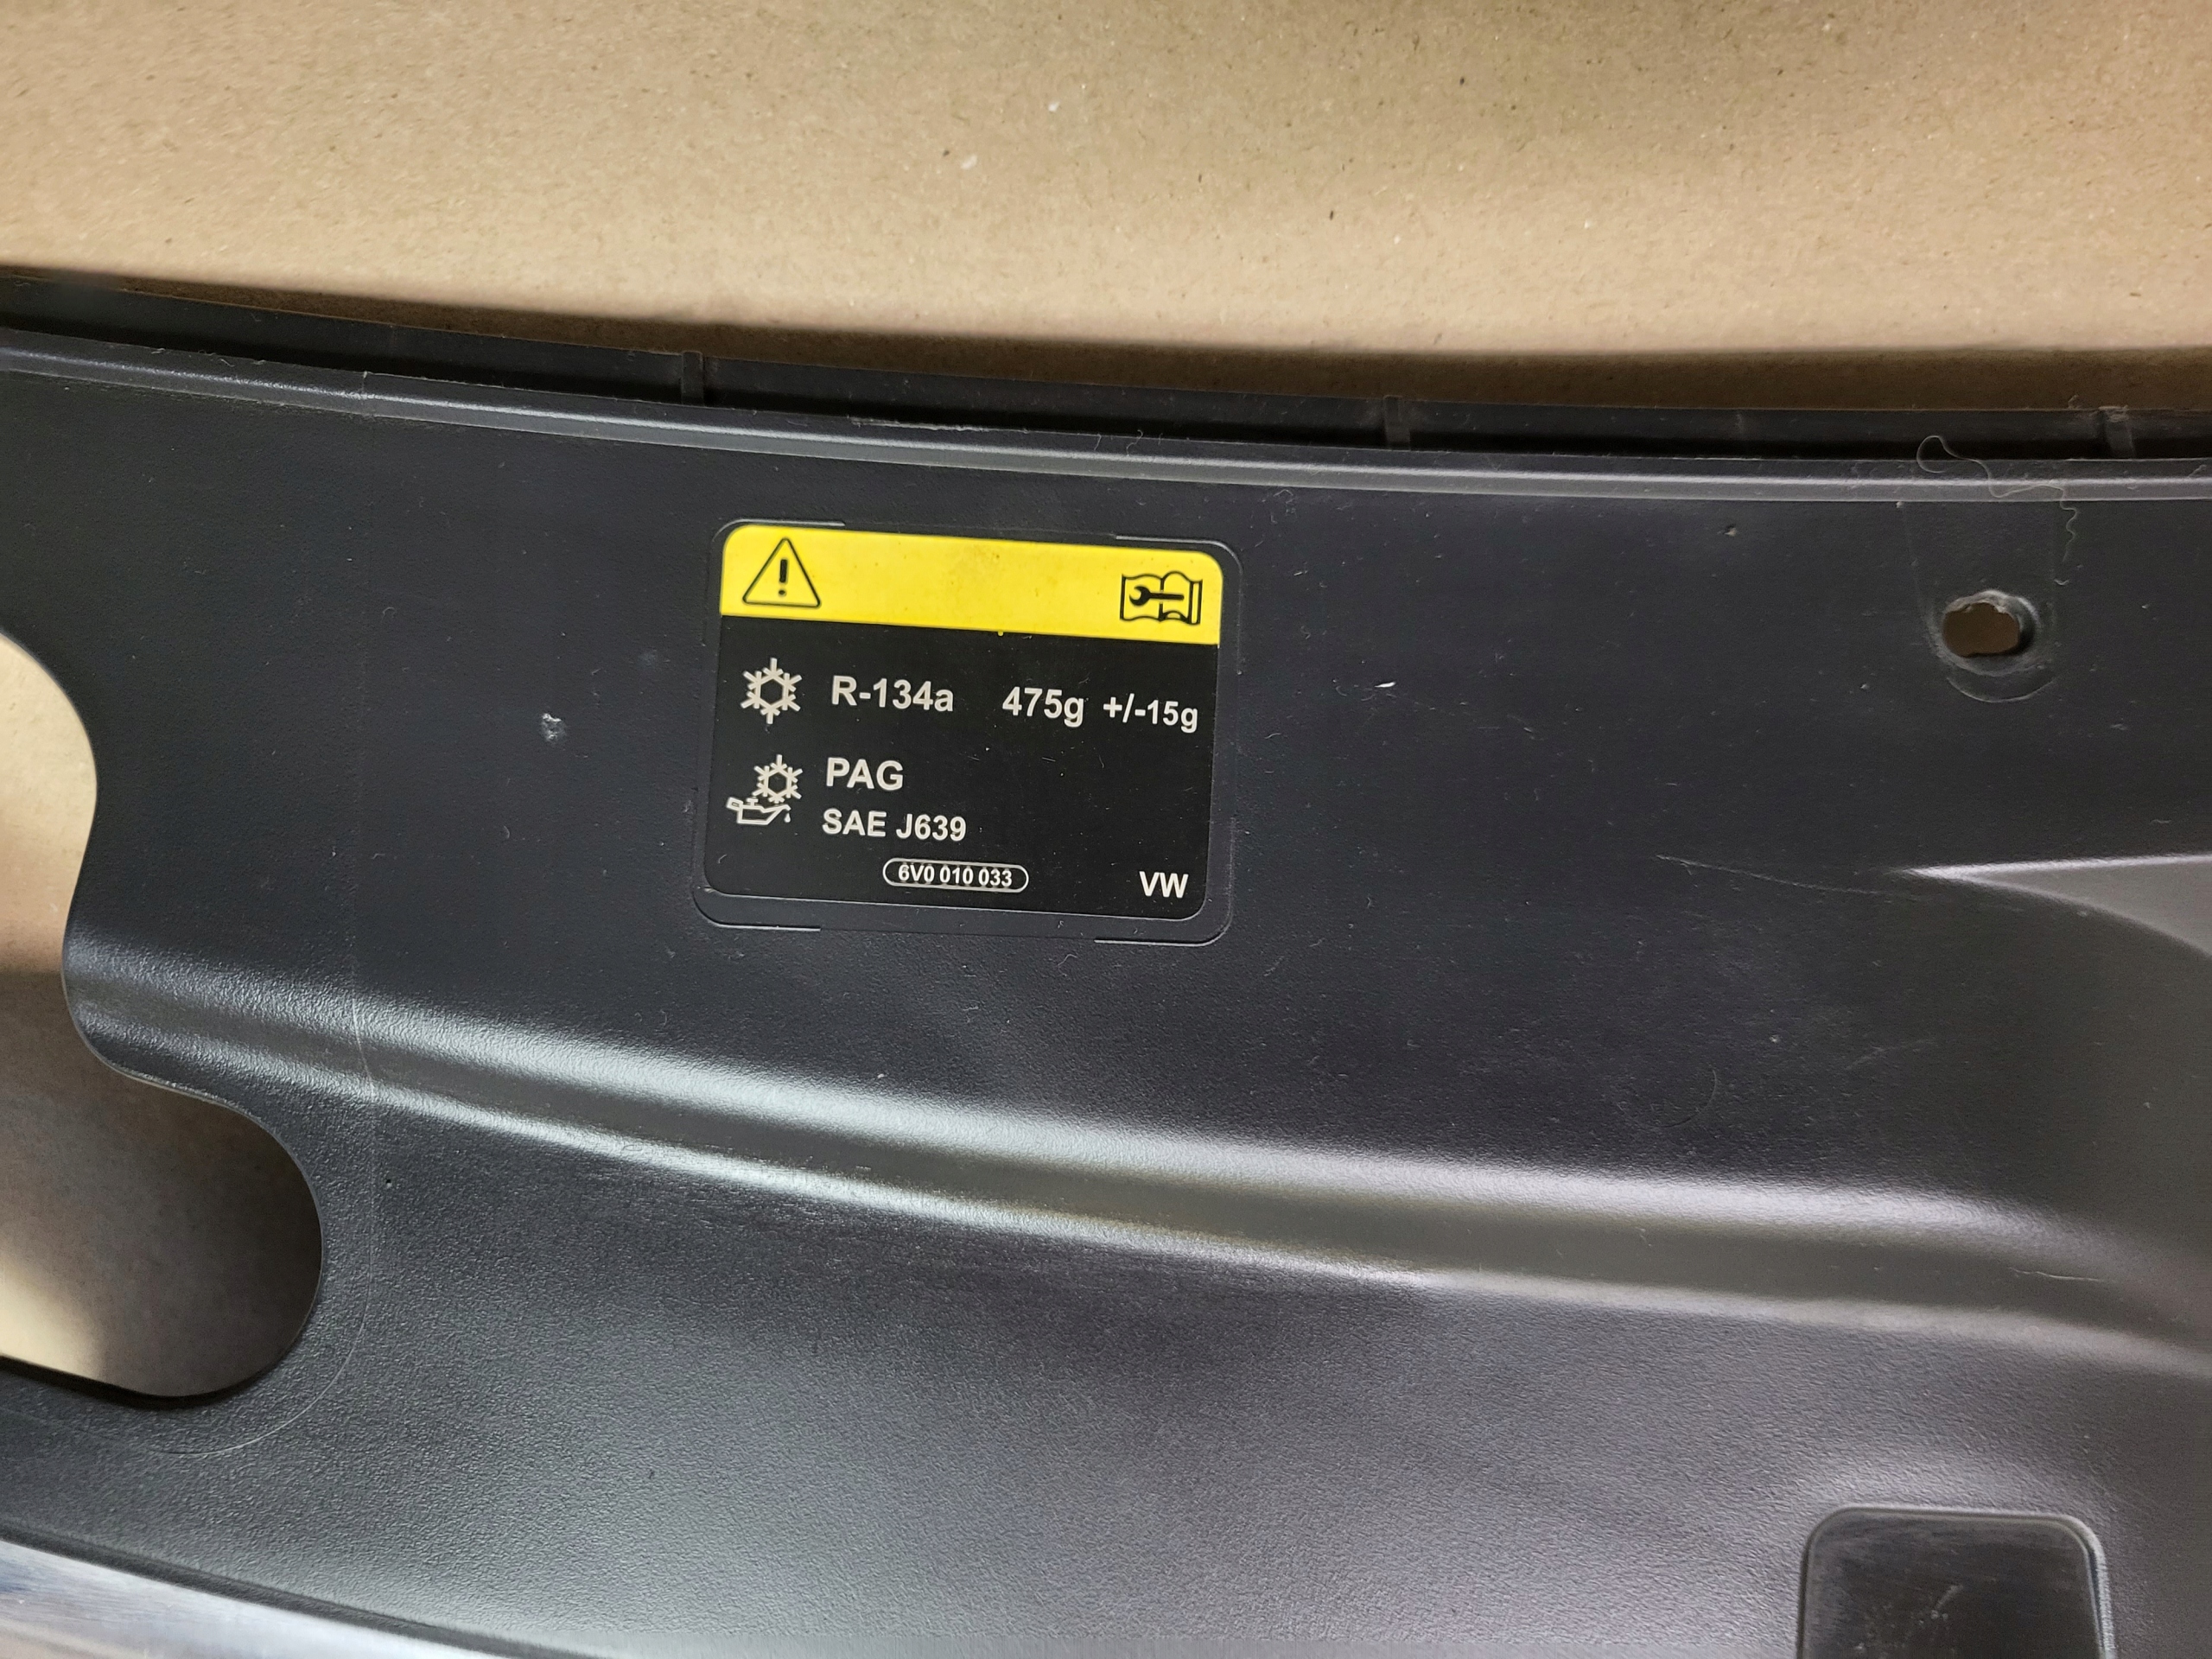 R-134a 475g +/-15g
PAG
SAE J639
6V0 010 033
VW